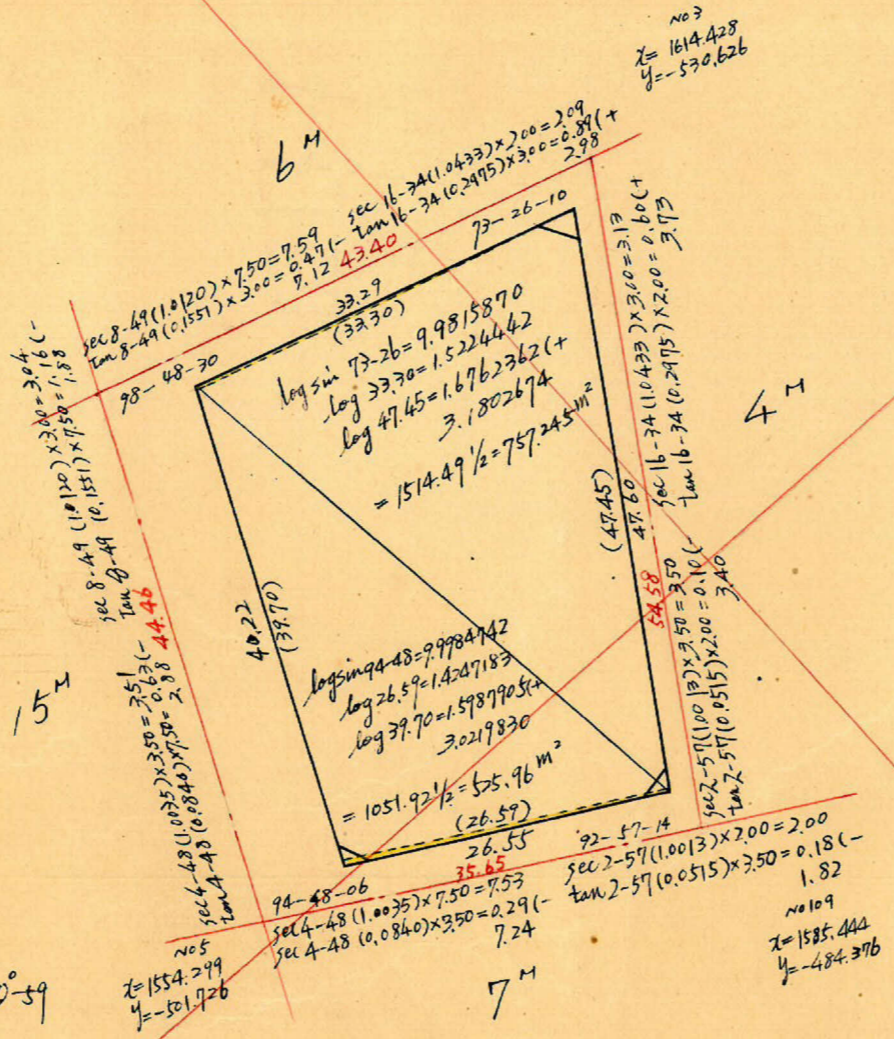 NO3
x= 1614.428
y=-530.626
6 M
sec 16-34(1.0433)×2.00=2.09
tan 16-34(0.2975)×3.00=0.89(+
2.98
sec 8-49(1.0120)×7.50=7.59
tan 8-49(0.1551)×3.00=0.47(-
7.12
43.40
73-26-10
33.29
(33.30)
98-48-30
log sin 73-26=9.9815870
log 33.30=1.5224442
log 47.45=1.6762362(+
3.1802674
=1514.49 1/2=757.245m²
sec 8-49(1.0120)×3.00=3.04
tan 8-49(0.1551)×7.50=1.16(-
1.88
44.46
sec 16-34(1.0433)×3.00=3.13
tan 16-34(0.2975)×2.00=0.60(+
3.73
4 M
(47.45)
47.60
54.58
40.22
(39.70)
15 M
sec 4-48(1.0035)×3.50=3.51
tan 4-48(0.0840)×7.50=0.63(-
2.88
sec 2-57(1.0013)×3.50=3.50
tan 2-57(0.0515)×2.00=0.10(-
3.40
logsin94-48=9.9984742
log 26.59=1.4247183
log 39.70=1.5987905(+
3.0219830
=1051.92 1/2=525.96 m²
(26.59)
26.55
35.65
92-57-14
94-48-06
sec 2-57(1.0013)×2.00=2.00
tan 2-57(0.0515)×3.50=0.18(-
1.82
sec 4-48(1.0035)×7.50=7.53
sec 4-48(0.0840)×3.50=0.29(-
7.24
NO5
x=1554.299
y=-501.726
NO109
x=1585.444
y=-484.376
7 M
°-59